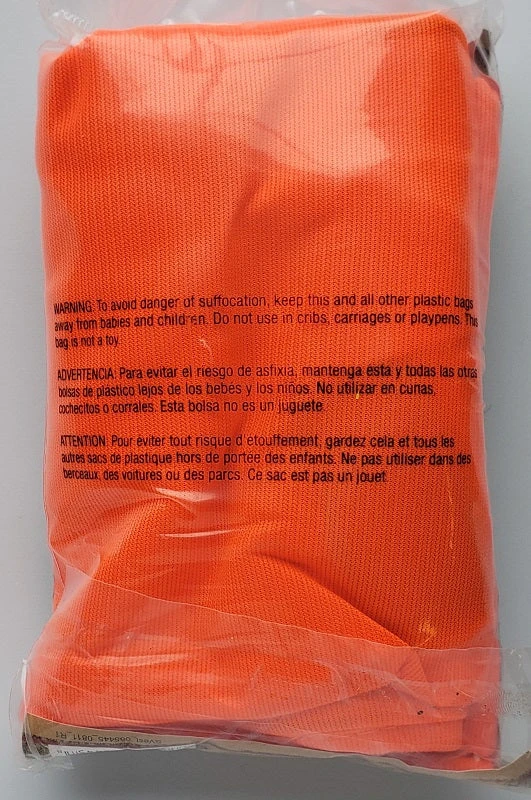 WARNING: To avoid danger of suffocation, keep this and all other plastic bags
away from babies and children. Do not use in cribs, carriages or playpens. This
bag is not a toy.
ADVERTENCIA: Para evitar el riesgo de asfixia, mantenga esta y todas las otras
bolsas de plástico lejos de los bebés y los niños. No utilizar en cunas,
cochecitos o corrales. Esta bolsa no es un juguete.
ATTENTION: Pour éviter tout risque d'étouffement, gardez cela et tous les
autres sacs de plastique hors de portée des enfants. Ne pas utiliser dans des
berceaux, des voitures ou des parcs. Ce sac est pas un jouet.